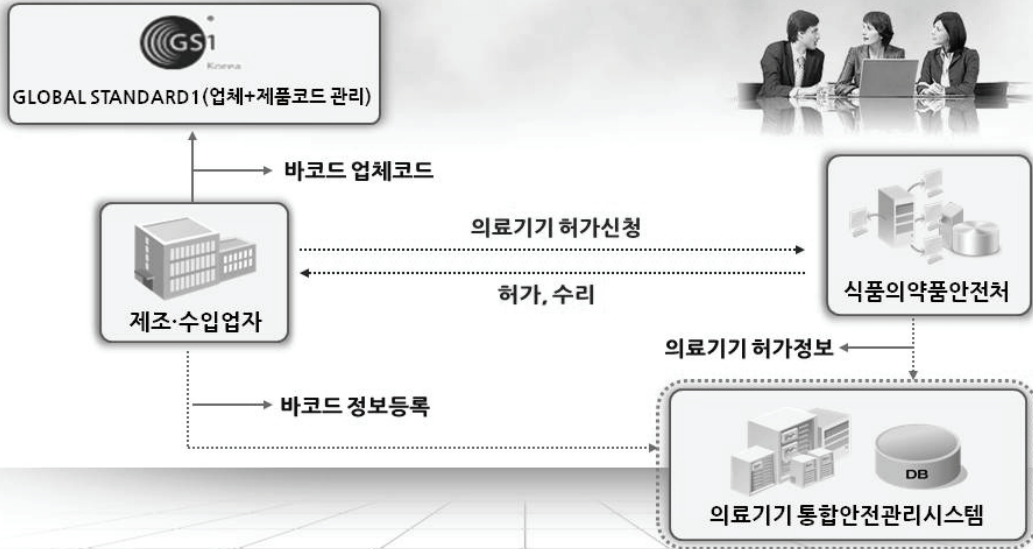 GS1
Korea
GLOBAL STANDARD1(업체+제품코드 관리)
바코드 업체코드
의료기기 허가신청
허가, 수리
제조·수입업자
식품의약품안전처
의료기기 허가정보
바코드 정보등록
DB
의료기기 통합안전관리시스템